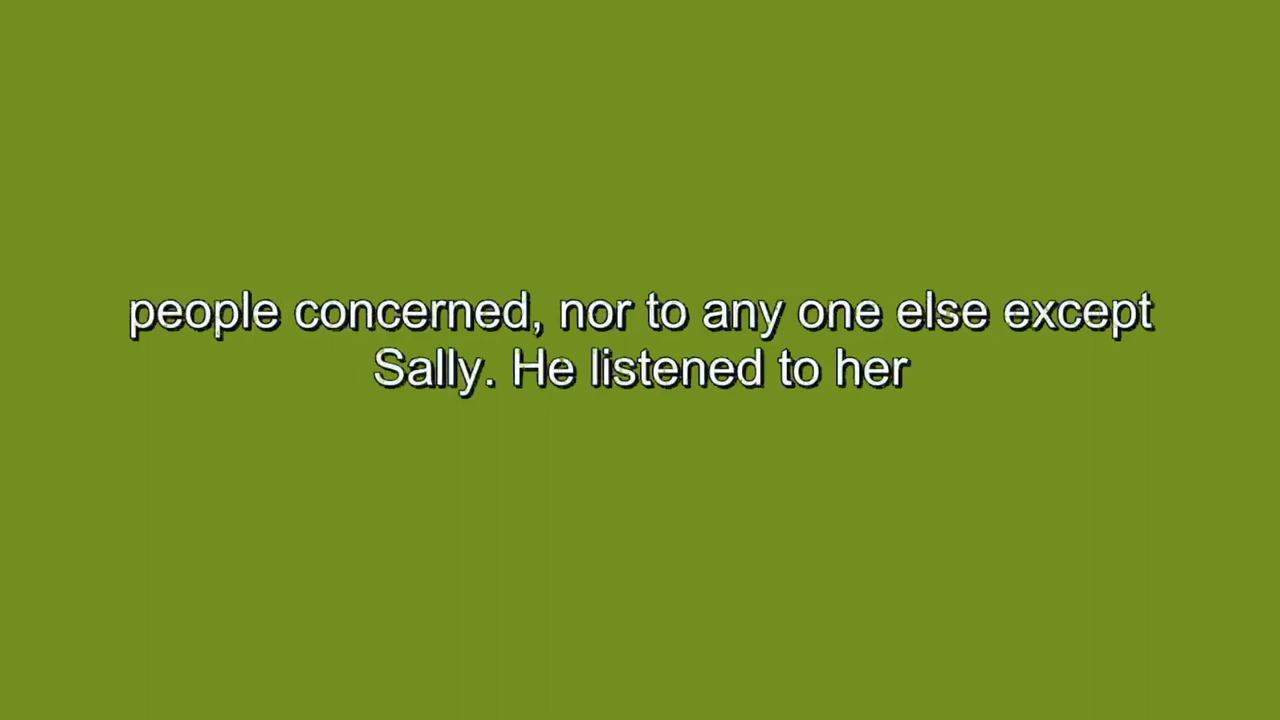 people concerned, nor to any one else except
Sally. He listened to her